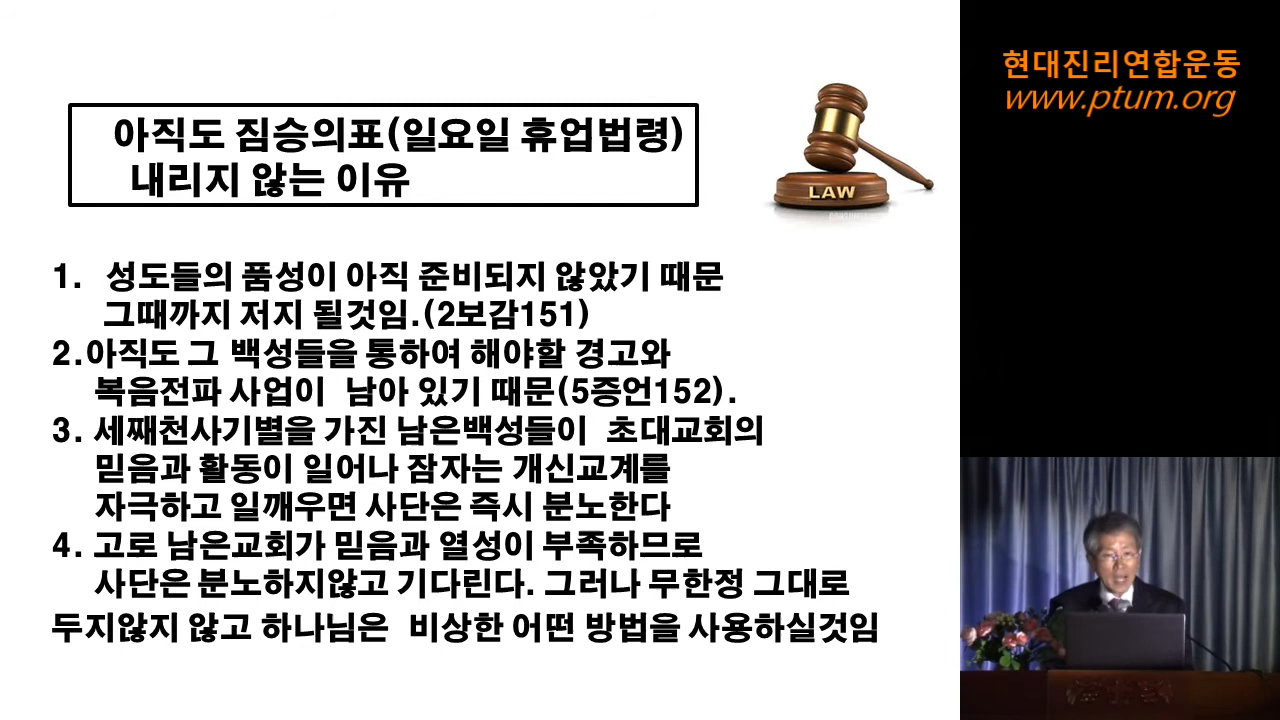 현대진리연합운동
www.ptum.org
아직도 짐승의표(일요일 휴업법령)
내리지 않는 이유
LAW
1. 성도들의 품성이 아직 준비되지 않았기 때문
그때까지 저지 될것임.(2보감151)
2.아직도 그 백성들을 통하여 해야할 경고와
복음전파 사업이 남아 있기 때문(5증언152).
3. 세째천사기별을 가진 남은백성들이 초대교회의
믿음과 활동이 일어나 잠자는 개신교계를
자극하고 일깨우면 사단은 즉시 분노한다
4. 고로 남은교회가 믿음과 열성이 부족하므로
사단은 분노하지않고 기다린다. 그러나 무한정 그대로
두지않지 않고 하나님은 비상한 어떤 방법을 사용하실것임